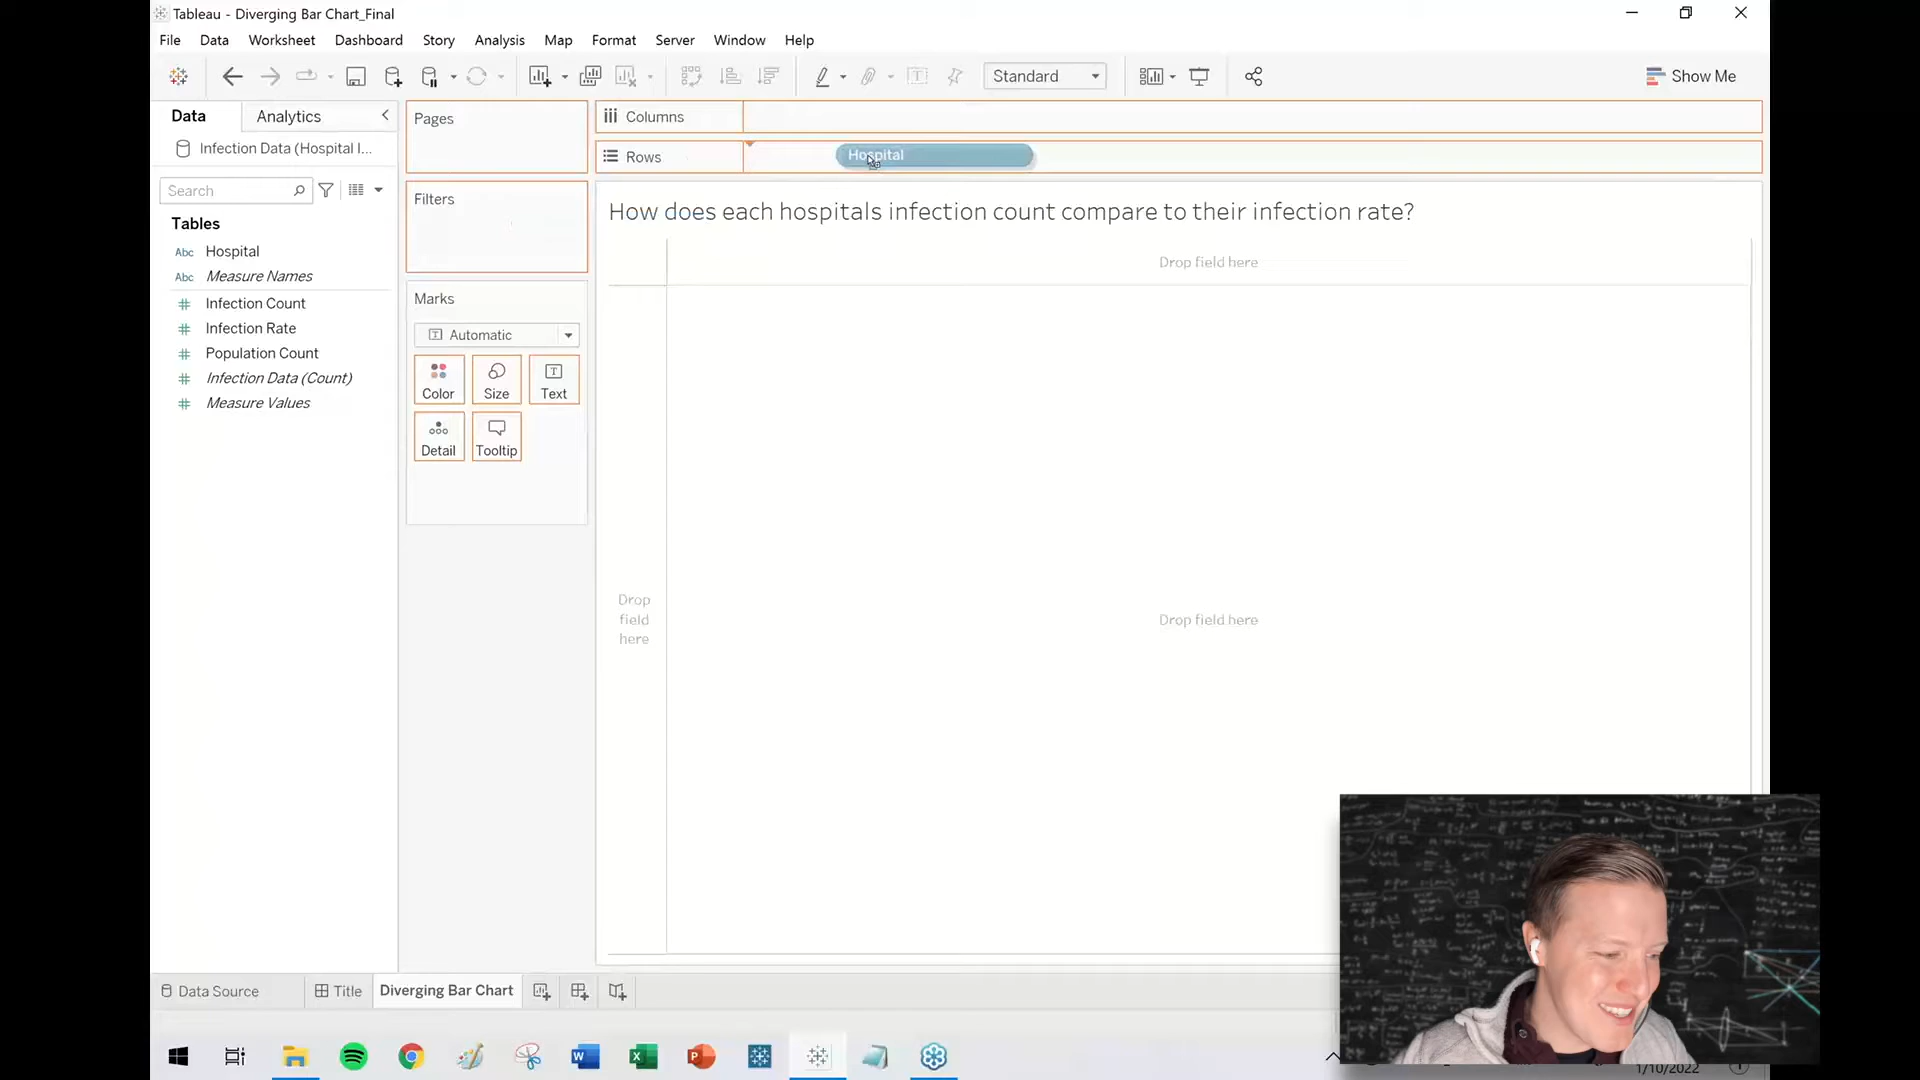 Tableau - Diverging Bar Chart_Final
File Data Worksheet Dashboard Story Analysis Map Format Server Window Help
Standard
Show Me
Data
Analytics
Pages
Columns
Infection Data (Hospital I...
Rows
Hospital
Search
Filters
How does each hospitals infection count compare to their infection rate?
Tables
Abc Hospital
Abc Measure Names
Infection Count
Infection Rate
Population Count
Infection Data (Count)
Measure Values
Marks
Automatic
Color
Size
Text
Detail
Tooltip
Drop field here
Drop
field
here
Drop field here
Data Source
Title
Diverging Bar Chart
1/10/2022